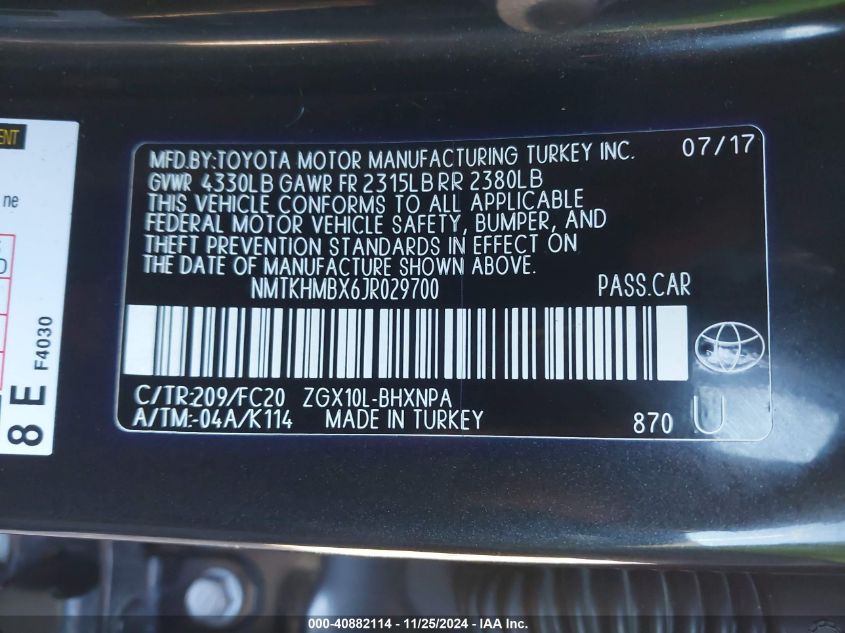 ENT
ne
D
8 E
F4030
MFD.BY:TOYOTA MOTOR MANUFACTURING TURKEY INC. 07/17
GVWR 4330LB GAWR FR 2315LB RR 2380LB
THIS VEHICLE CONFORMS TO ALL APPLICABLE
FEDERAL MOTOR VEHICLE SAFETY, BUMPER, AND
THEFT PREVENTION STANDARDS IN EFFECT ON
THE DATE OF MANUFACTURE SHOWN ABOVE.
NMTKHMBX6JR029700 PASS.CAR
C/TR:209/FC20 ZGX10L-BHXNPA
A/TM:-04A/K114 MADE IN TURKEY 870 U
000-40882114 - 11/25/2024 - IAA Inc.